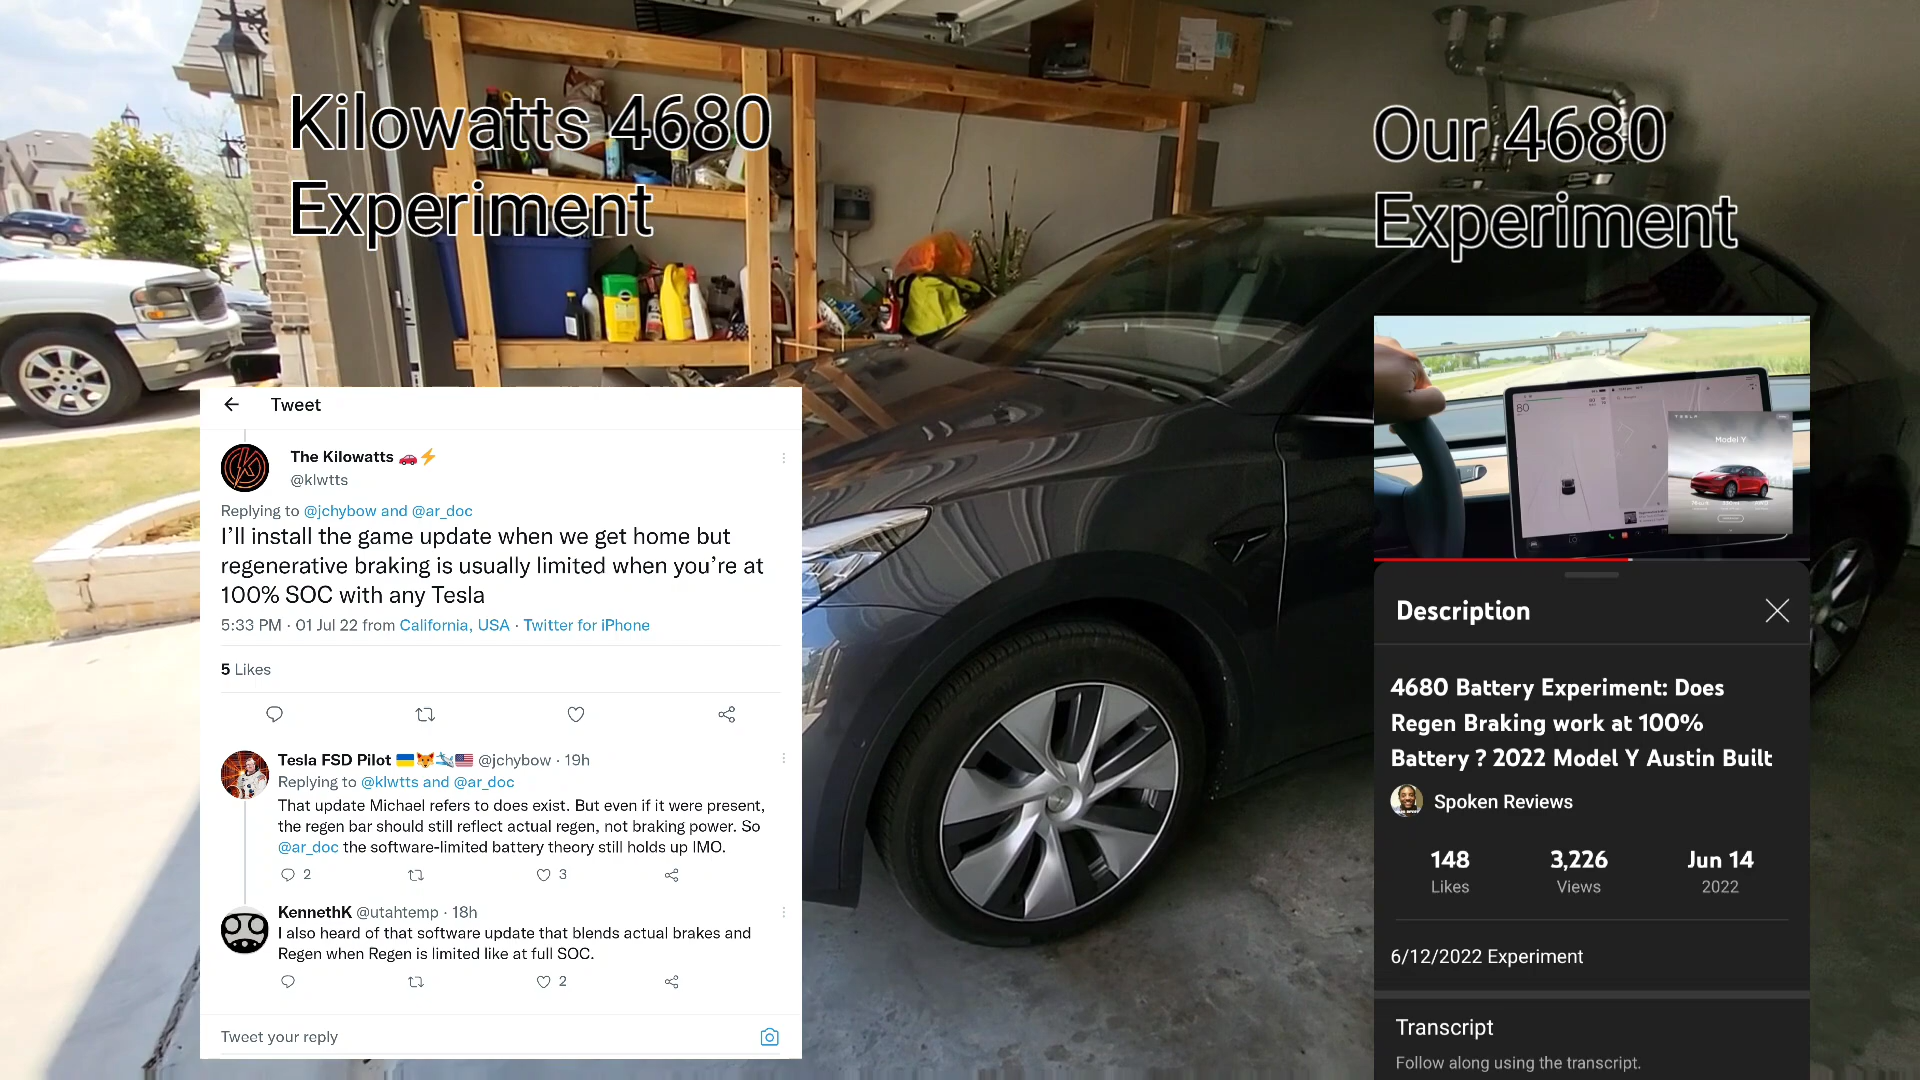 Kilowatts 4680
Experiment
Our 4680
Experiment
Tweet
The Kilowatts 🚗⚡
@klwtts
Replying to @jchybow and @ar_doc
I’ll install the game update when we get home but
regenerative braking is usually limited when you’re at
100% SOC with any Tesla
5:33 PM · 01 Jul 22 from California, USA · Twitter for iPhone
5 Likes
Tesla FSD Pilot 🇺🇦🦊🛩️🇺🇸 @jchybow · 19h
Replying to @klwtts and @ar_doc
That update Michael refers to does exist. But even if it were present,
the regen bar should still reflect actual regen, not braking power. So
@ar_doc the software-limited battery theory still holds up IMO.
2
3
KennethK @utahtemp · 18h
I also heard of that software update that blends actual brakes and
Regen when Regen is limited like at full SOC.
2
Tweet your reply
80
TESLA
Model Y
Description
4680 Battery Experiment: Does
Regen Braking work at 100%
Battery ? 2022 Model Y Austin Built
Spoken Reviews
148
Likes
3,226
Views
Jun 14
2022
6/12/2022 Experiment
Transcript
Follow along using the transcript.